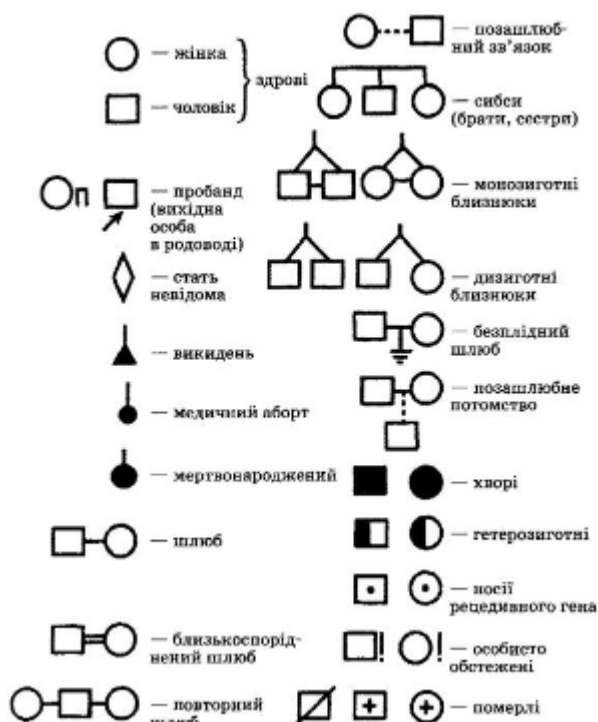 — жінка
— чоловік
здорові
п
— пробанд
(вихідна
особа
в родоводі)
— стать
невідома
— викидень
— медичний аборт
— мертвонароджений
— шлюб
— близькоспорід-
нений шлюб
— повторний
шлюб
— позашлюб-
ний зв'язок
— сибси
(брати, сестри)
— монозиготні
близнюки
— дизиготні
близнюки
— безплідний
шлюб
— позашлюбне
потомство
— хворі
— гетерозиготні
— носії
рецедивного гена
— особисто
обстежені
— померлі